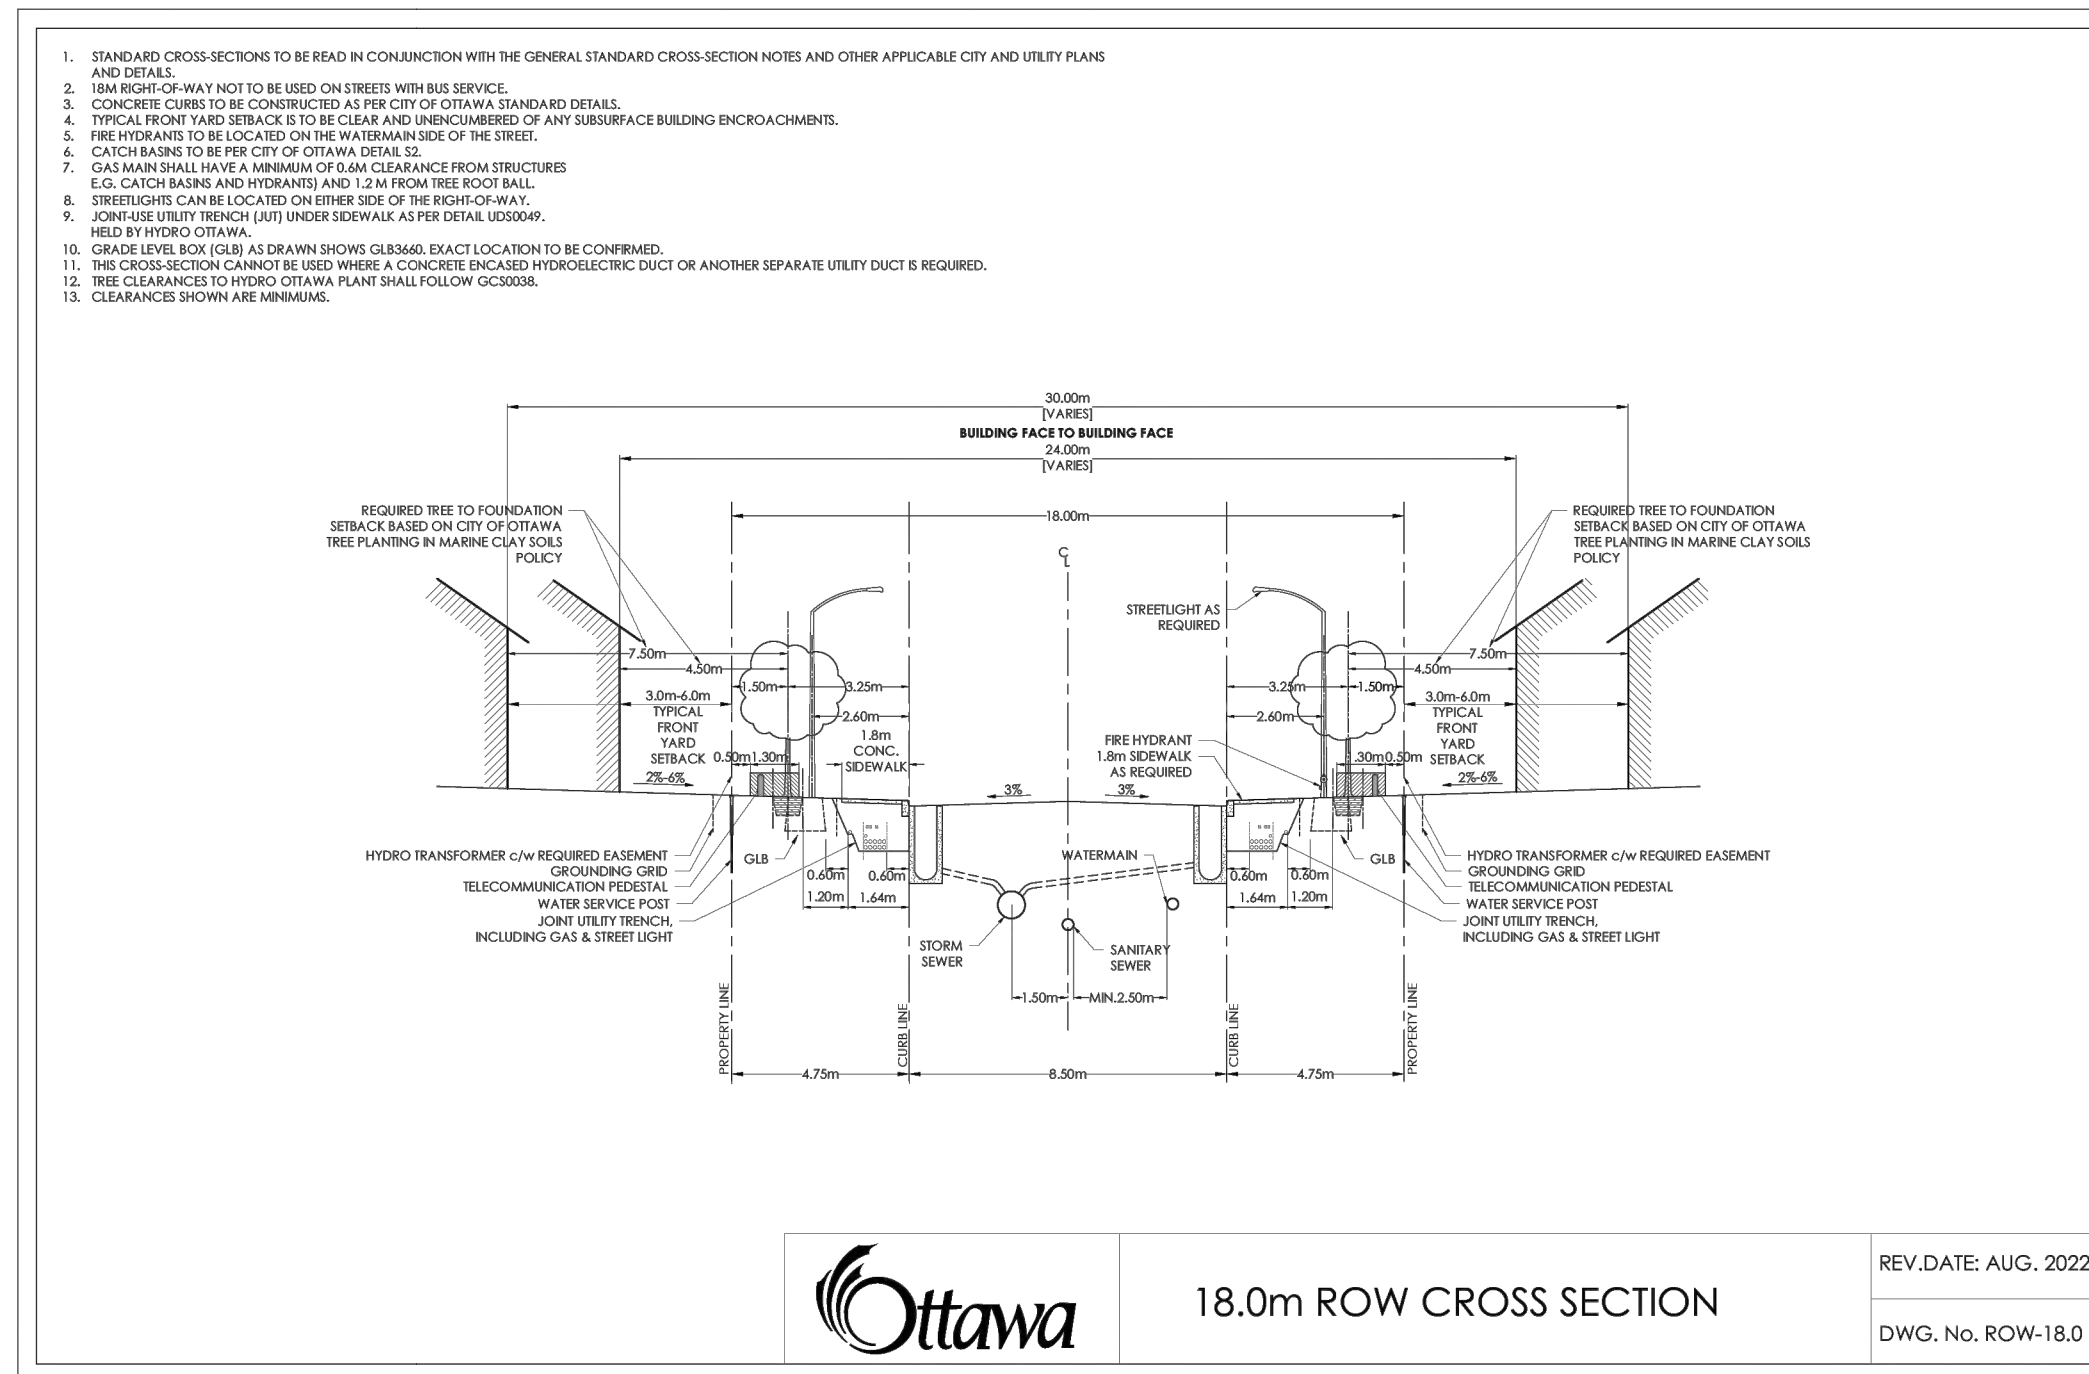 1. STANDARD CROSS-SECTIONS TO BE READ IN CONJUNCTION WITH THE GENERAL STANDARD CROSS-SECTION NOTES AND OTHER APPLICABLE CITY AND UTILITY PLANS
AND DETAILS.
2. 18M RIGHT-OF-WAY NOT TO BE USED ON STREETS WITH BUS SERVICE.
3. CONCRETE CURBS TO BE CONSTRUCTED AS PER CITY OF OTTAWA STANDARD DETAILS.
4. TYPICAL FRONT YARD SETBACK IS TO BE CLEAR AND UNENCUMBERED OF ANY SUBSURFACE BUILDING ENCROACHMENTS.
5. FIRE HYDRANTS TO BE LOCATED ON THE WATERMAIN SIDE OF THE STREET.
6. CATCH BASINS TO BE PER CITY OF OTTAWA DETAIL S2.
7. GAS MAIN SHALL HAVE A MINIMUM OF 0.6M CLEARANCE FROM STRUCTURES
E.G. CATCH BASINS AND HYDRANTS) AND 1.2 M FROM TREE ROOT BALL.
8. STREETLIGHTS CAN BE LOCATED ON EITHER SIDE OF THE RIGHT-OF-WAY.
9. JOINT-USE UTILITY TRENCH (JUT) UNDER SIDEWALK AS PER DETAIL UDS0049.
HELD BY HYDRO OTTAWA.
10. GRADE LEVEL BOX (GLB) AS DRAWN SHOWS GLB3660. EXACT LOCATION TO BE CONFIRMED.
11. THIS CROSS-SECTION CANNOT BE USED WHERE A CONCRETE ENCASED HYDROELECTRIC DUCT OR ANOTHER SEPARATE UTILITY DUCT IS REQUIRED.
12. TREE CLEARANCES TO HYDRO OTTAWA PLANT SHALL FOLLOW GCS0038.
13. CLEARANCES SHOWN ARE MINIMUMS.
30.00m
[VARIES]
BUILDING FACE TO BUILDING FACE
24.00m
[VARIES]
18.00m
REQUIRED TREE TO FOUNDATION
SETBACK BASED ON CITY OF OTTAWA
TREE PLANTING IN MARINE CLAY SOILS
POLICY
REQUIRED TREE TO FOUNDATION
SETBACK BASED ON CITY OF OTTAWA
TREE PLANTING IN MARINE CLAY SOILS
POLICY
CL
STREETLIGHT AS
REQUIRED
7.50m
4.50m
1.50m
3.25m
2.60m
3.0m-6.0m
TYPICAL
FRONT
YARD
SETBACK
0.50m
1.30m
1.8m
CONC.
SIDEWALK
2%-6%
3%
3%
FIRE HYDRANT
1.8m SIDEWALK
AS REQUIRED
3.25m
1.50m
2.60m
7.50m
4.50m
3.0m-6.0m
TYPICAL
FRONT
YARD
SETBACK
.30m
0.50m
2%-6%
HYDRO TRANSFORMER c/w REQUIRED EASEMENT
GROUNDING GRID
TELECOMMUNICATION PEDESTAL
WATER SERVICE POST
JOINT UTILITY TRENCH,
INCLUDING GAS & STREET LIGHT
GLB
0.60m
0.60m
1.20m
1.64m
STORM
SEWER
WATERMAIN
SANITARY
SEWER
0.60m
0.60m
1.64m
1.20m
GLB
HYDRO TRANSFORMER c/w REQUIRED EASEMENT
GROUNDING GRID
TELECOMMUNICATION PEDESTAL
WATER SERVICE POST
JOINT UTILITY TRENCH,
INCLUDING GAS & STREET LIGHT
1.50m
MIN.2.50m
PROPERTY LINE
CURB LINE
CURB LINE
PROPERTY LINE
4.75m
8.50m
4.75m
Ottawa
18.0m ROW CROSS SECTION
REV.DATE: AUG. 2022
DWG. No. ROW-18.0